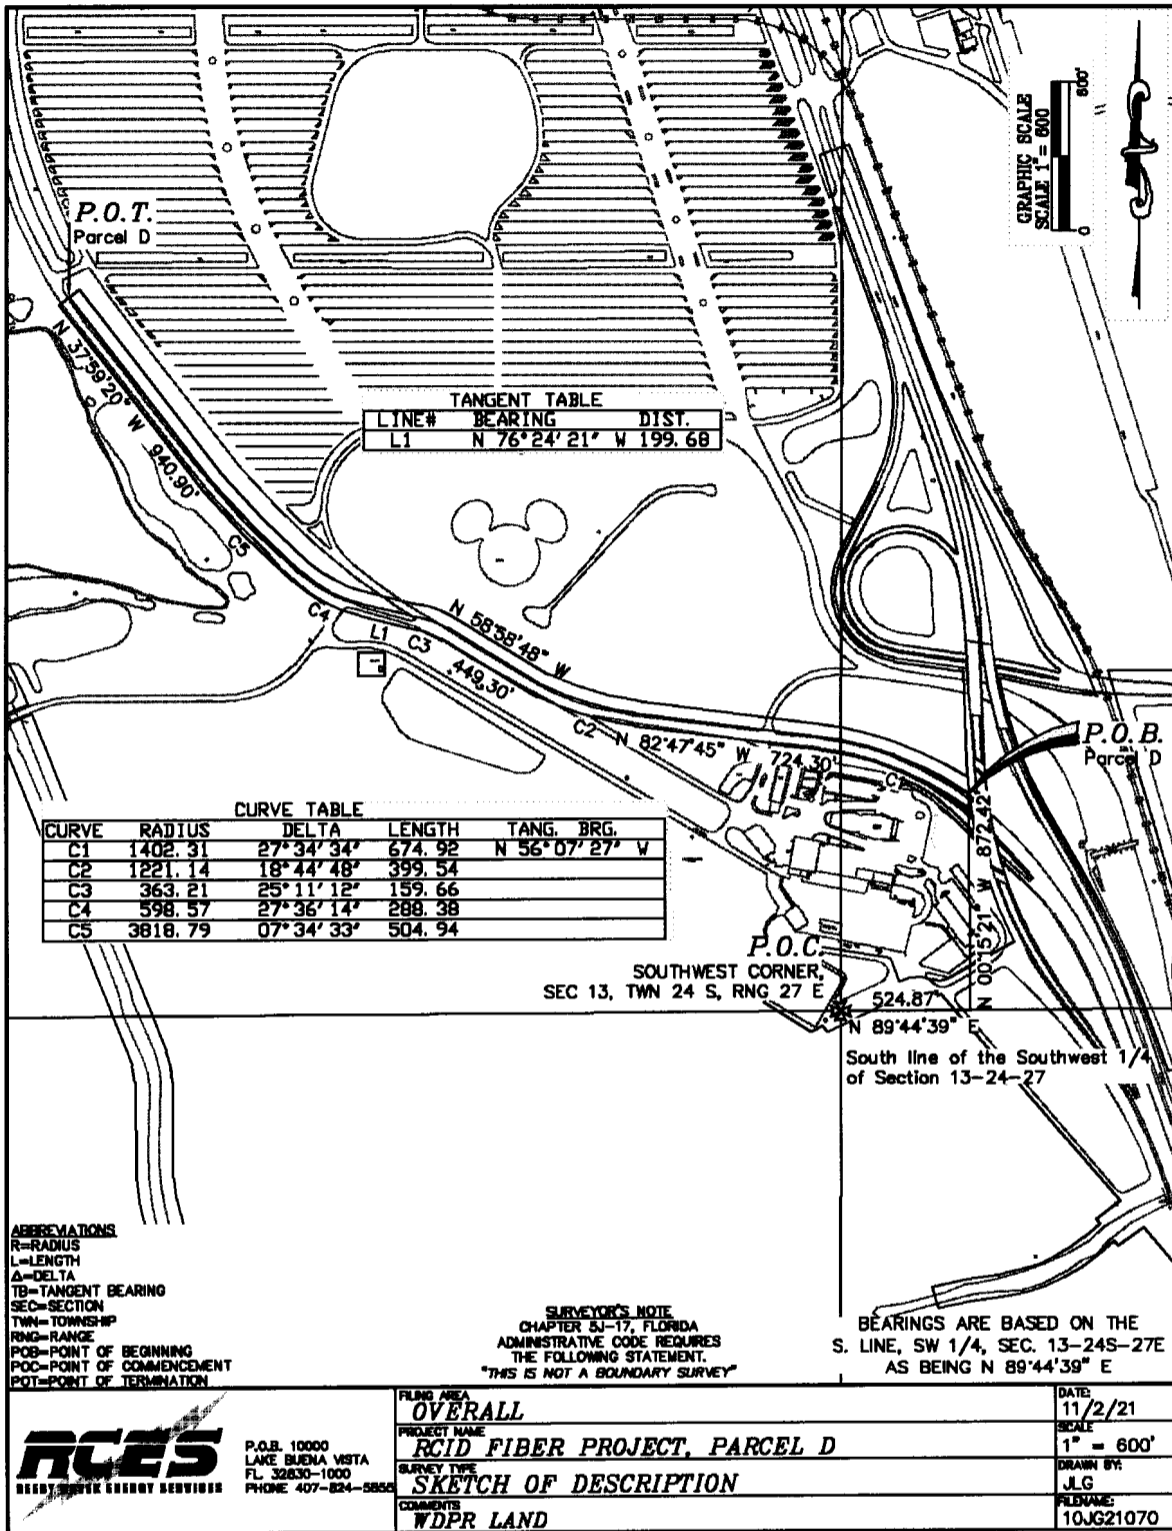 GRAPHIC SCALE
SCALE 1"= 600
0
600'
P.O.T.
Parcel D
N 37°59'20" W
940.90'
TANGENT TABLE
LINE# BEARING DIST.
L1 N 76°24'21" W 199.68
C5
C4
L1
C3
N 58°58'48" W
449.30'
C2
N 82°47'45" W
724.30'
C1
P.O.B.
Parcel D
CURVE TABLE
CURVE RADIUS DELTA LENGTH TANG. BRG.
C1 1402.31 27°34'34" 674.92 N 56°07'27" W
C2 1221.14 18°44'48" 399.54
C3 363.21 25°11'12" 159.66
C4 598.57 27°36'14" 288.38
C5 3818.79 07°34'33" 504.94
N 00°15'21" W 872.42'
P.O.C.
SOUTHWEST CORNER,
SEC 13, TWN 24 S, RNG 27 E
524.87'
N 89°44'39" E
South line of the Southwest 1/4
of Section 13-24-27
ABBREVIATIONS
R=RADIUS
L=LENGTH
Δ=DELTA
TB=TANGENT BEARING
SEC=SECTION
TWN=TOWNSHIP
RNG=RANGE
POB=POINT OF BEGINNING
POC=POINT OF COMMENCEMENT
POT=POINT OF TERMINATION
SURVEYOR'S NOTE
CHAPTER 5J-17, FLORIDA
ADMINISTRATIVE CODE REQUIRES
THE FOLLOWING STATEMENT.
"THIS IS NOT A BOUNDARY SURVEY"
BEARINGS ARE BASED ON THE
S. LINE, SW 1/4, SEC. 13-24S-27E
AS BEING N 89°44'39" E
RCES
REEDY CREEK ENERGY SERVICES
P.O.B. 10000
LAKE BUENA VISTA
FL. 32830-1000
PHONE 407-824-5855
FILING AREA
OVERALL
PROJECT NAME
RCID FIBER PROJECT, PARCEL D
SURVEY TYPE
SKETCH OF DESCRIPTION
COMMENTS
WDPR LAND
DATE:
11/2/21
SCALE
1" = 600'
DRAWN BY:
JLG
FILENAME:
10JG21070